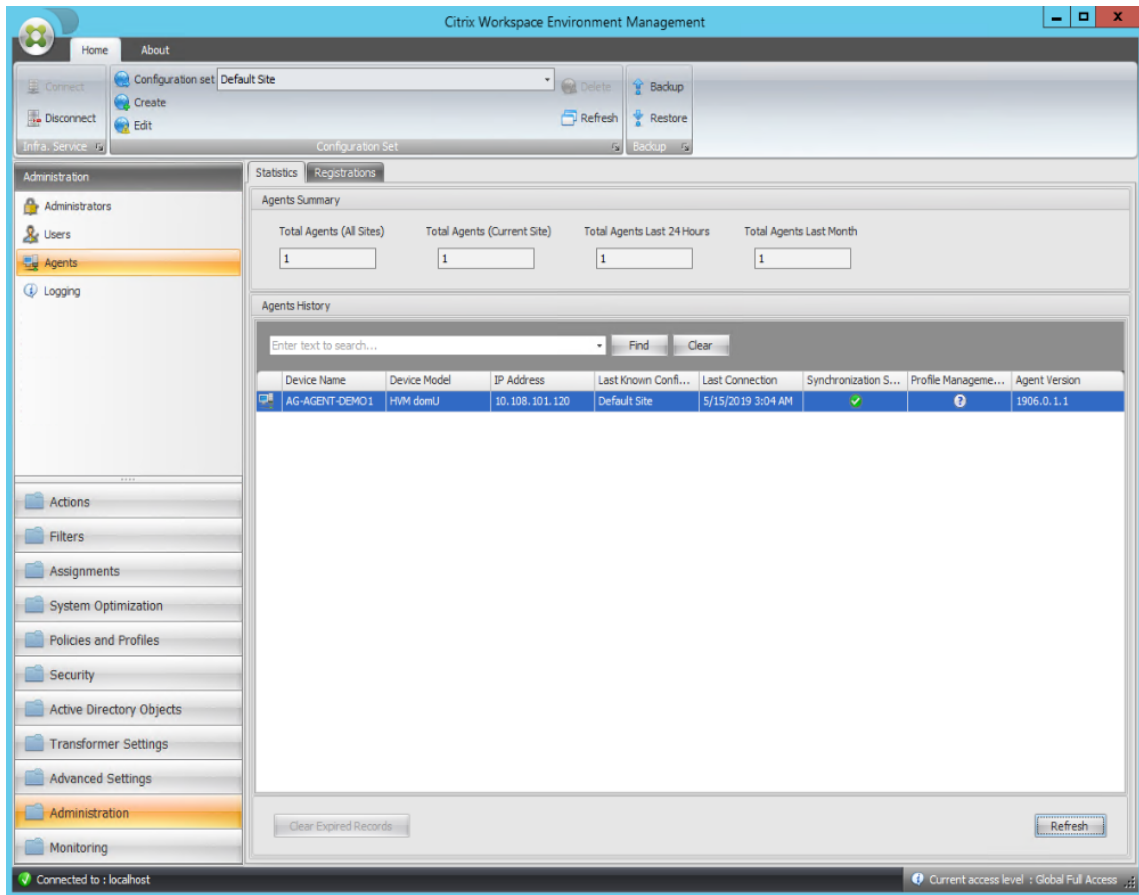 Citrix Workspace Environment Management
Home About
Connect
Disconnect
Infra. Service
Configuration set Default Site
Create
Edit
Delete
Refresh
Configuration Set
Backup
Restore
Backup
Administration
Administrators
Users
Agents
Logging
Actions
Filters
Assignments
System Optimization
Policies and Profiles
Security
Active Directory Objects
Transformer Settings
Advanced Settings
Administration
Monitoring
Statistics Registrations
Agents Summary
Total Agents (All Sites) Total Agents (Current Site) Total Agents Last 24 Hours Total Agents Last Month
1 1 1 1
Agents History
Enter text to search... Find Clear
Device Name Device Model IP Address Last Known Confi... Last Connection Synchronization S... Profile Manageme... Agent Version
AG-AGENT-DEMO1 HVM domU 10.108.101.120 Default Site 5/15/2019 3:04 AM 1906.0.1.1
Clear Expired Records Refresh
Connected to : localhost Current access level : Global Full Access